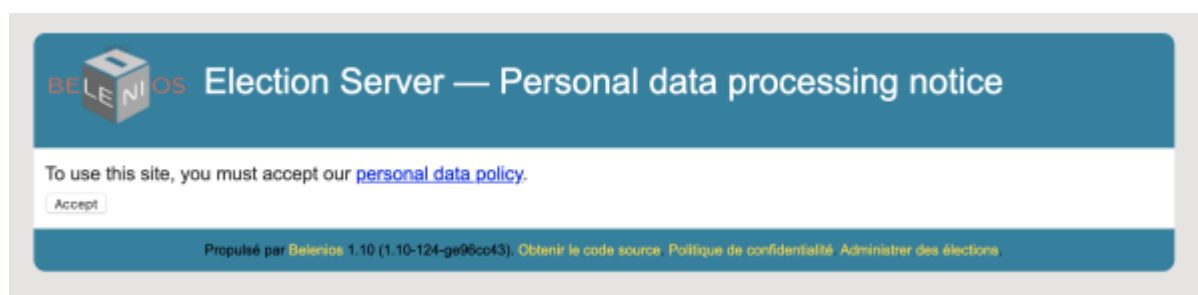 BELENIOS Election Server — Personal data processing notice
To use this site, you must accept our personal data policy.
Accept
Propulsé par Belenios 1.10 (1.10-124-ge96cc43). Obtenir le code source. Politique de confidentialité. Administrer des élections.